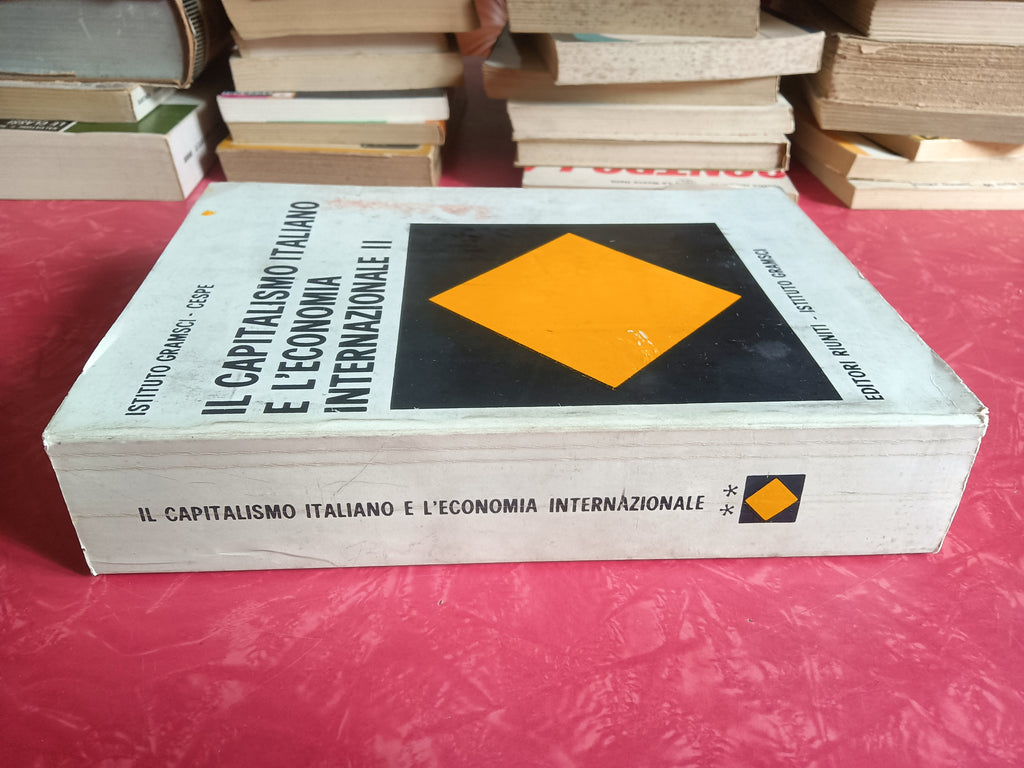 ISTITUTO GRAMSCI - CESPE
IL CAPITALISMO ITALIANO
E L'ECONOMIA
INTERNAZIONALE II
EDITORI RIUNITI - ISTITUTO GRAMSCI
IL CAPITALISMO ITALIANO E L'ECONOMIA INTERNAZIONALE **